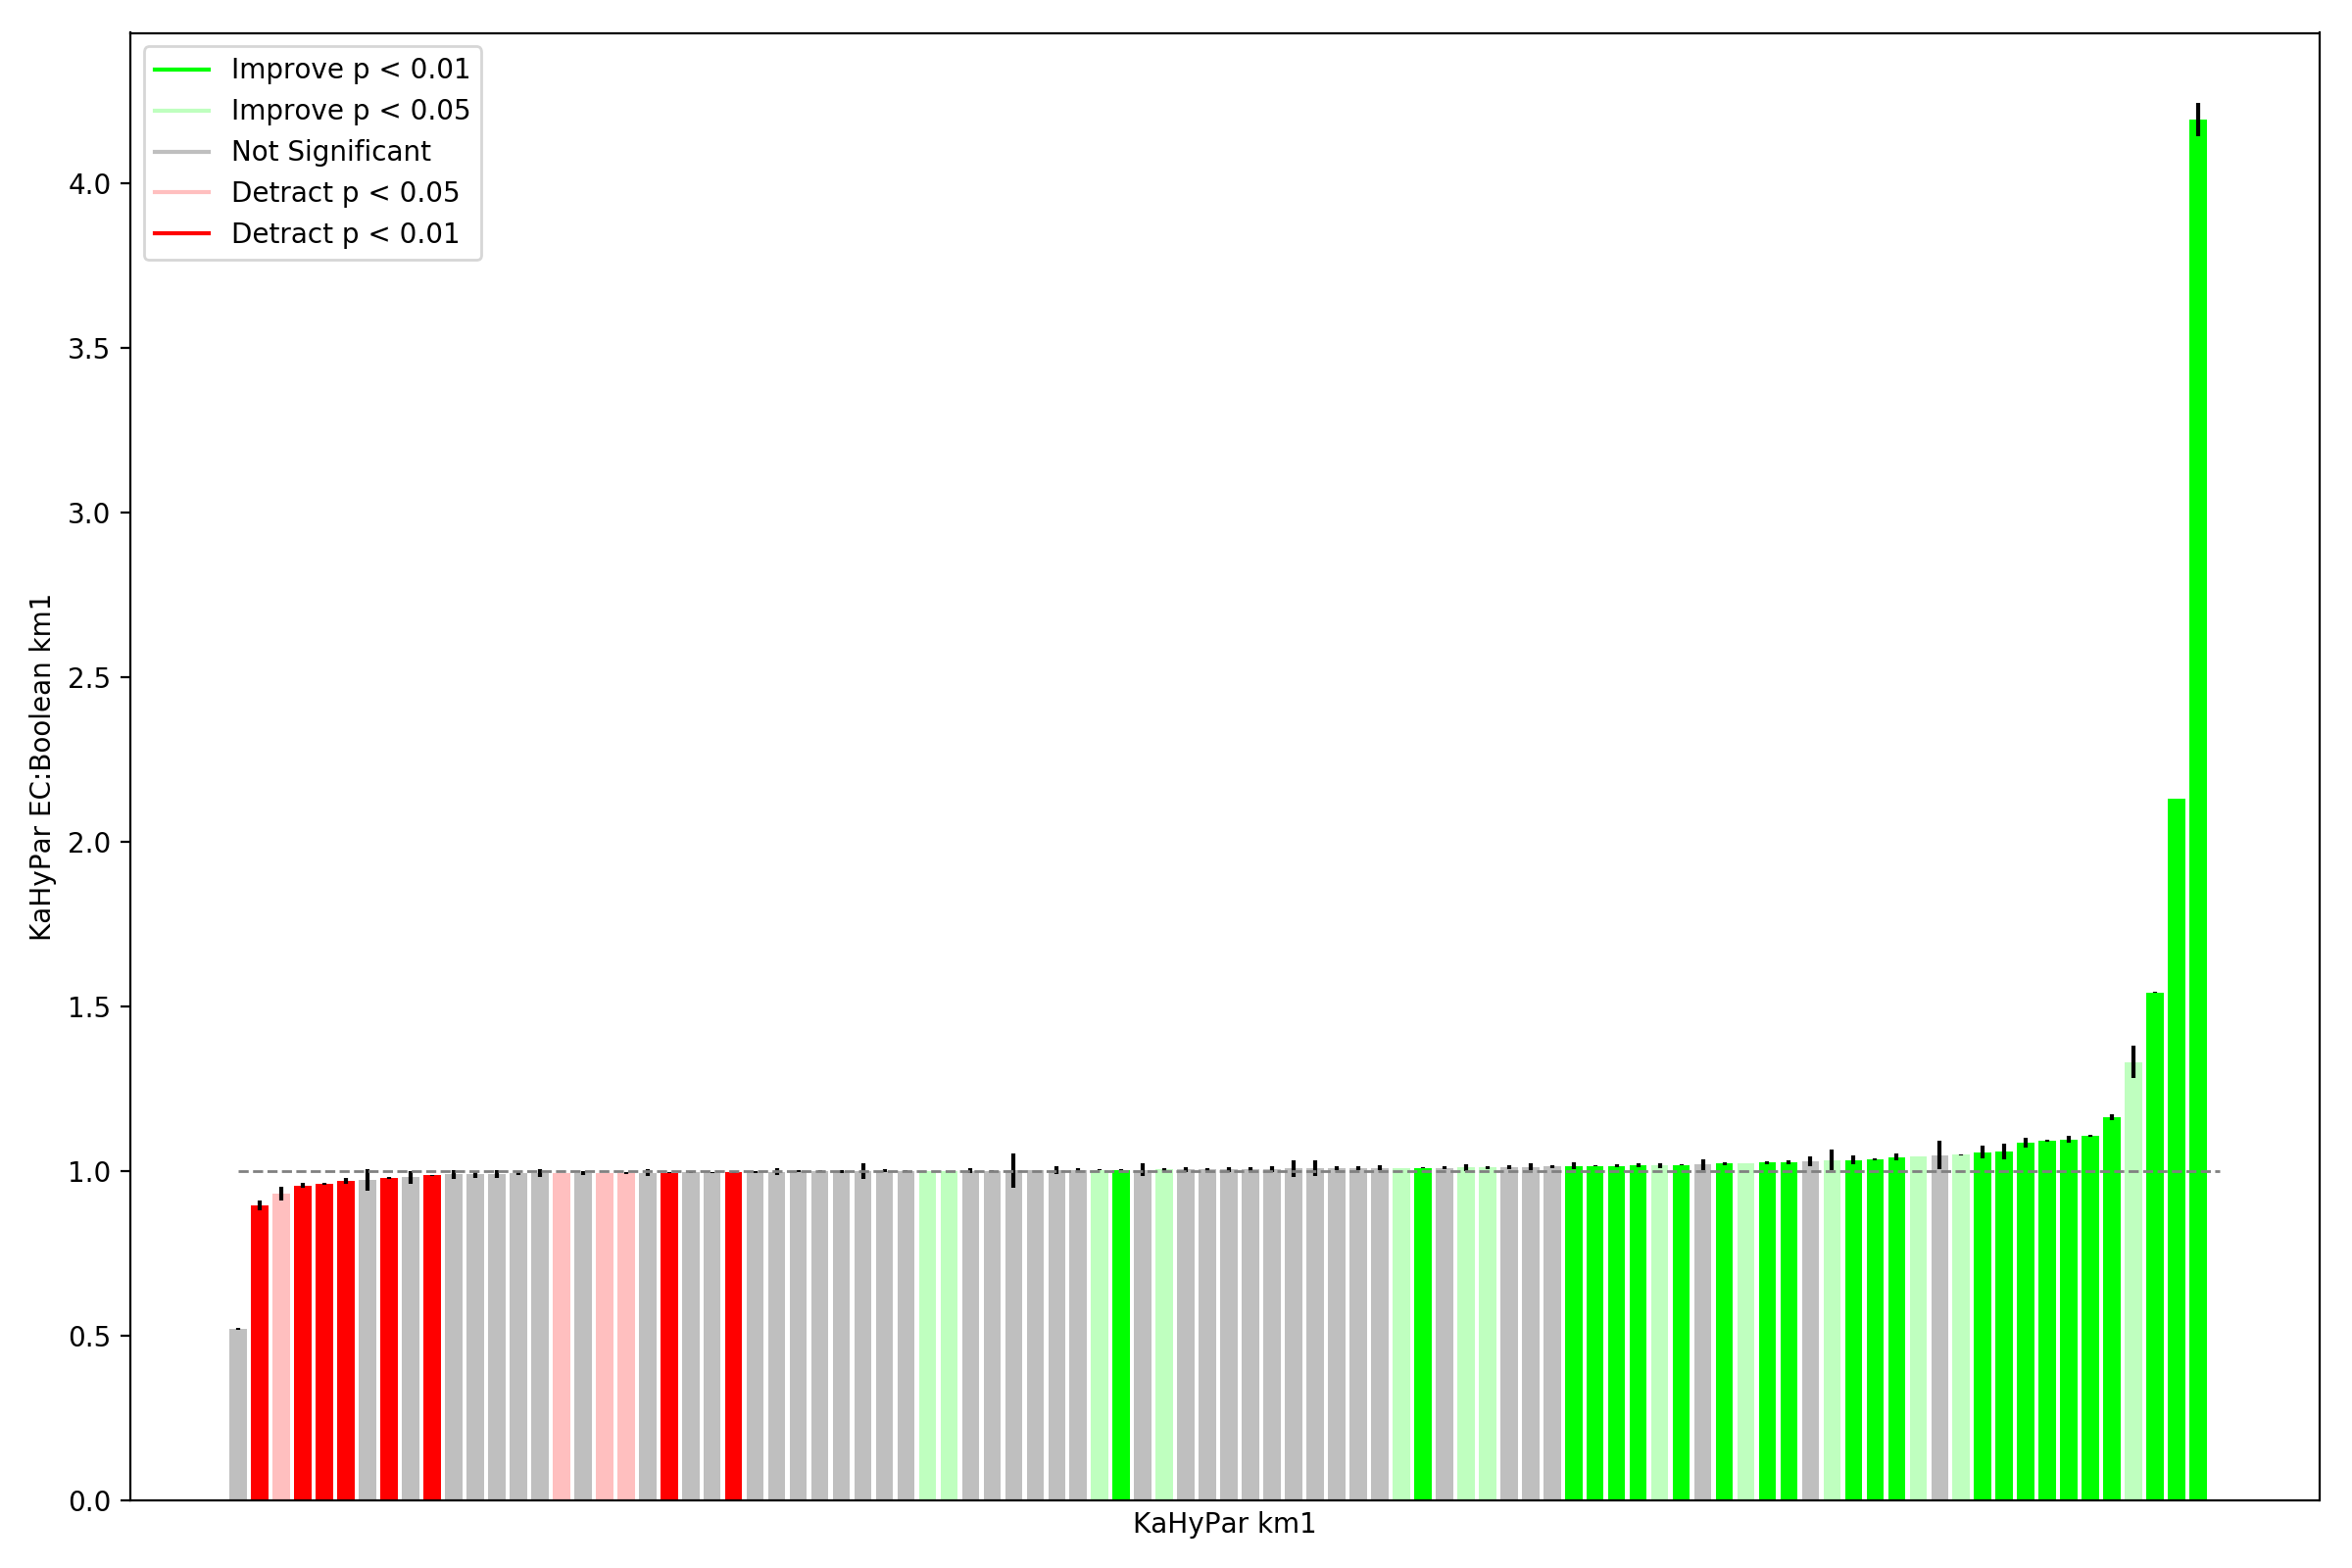 Improve p < 0.01
Improve p < 0.05
Not Significant
Detract p < 0.05
Detract p < 0.01
4.0
3.5
3.0
2.5
2.0
1.5
1.0
0.5
0.0
KaHyPar EC:Boolean km1
KaHyPar km1